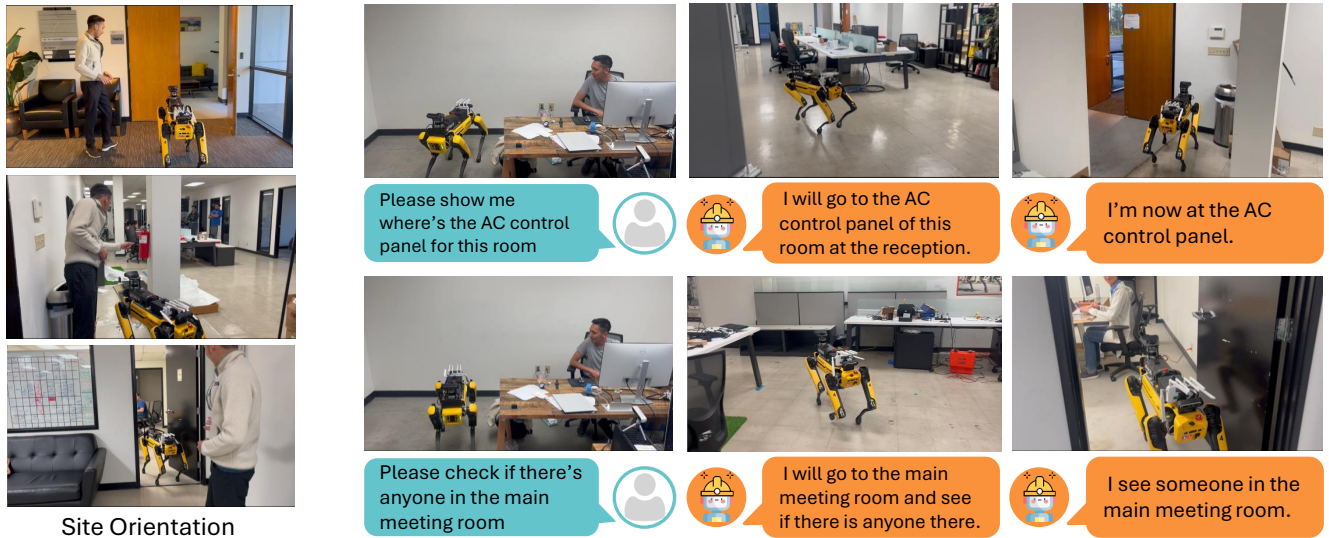 Please show me
where's the AC control
panel for this room
I will go to the AC
control panel of this
room at the reception.
I'm now at the AC
control panel.
Please check if there's
anyone in the main
meeting room
I will go to the main
meeting room and see
if there is anyone there.
I see someone in the
main meeting room.
Site Orientation